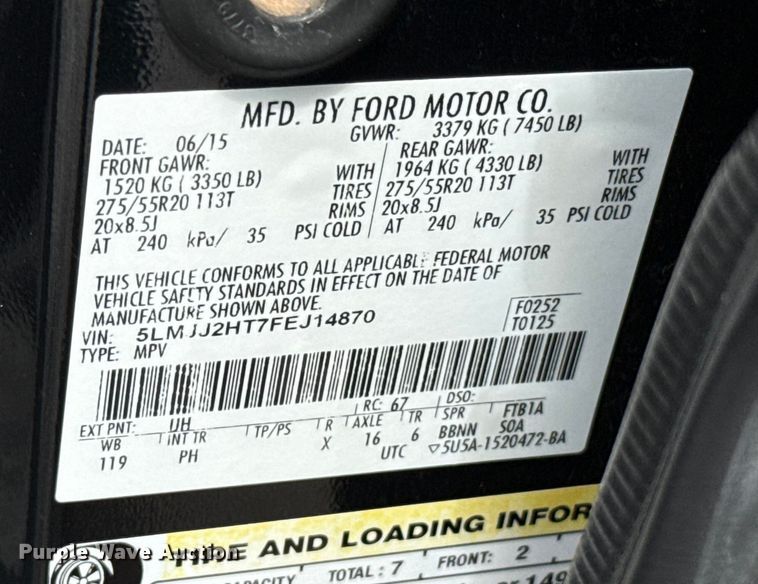 MFD. BY FORD MOTOR CO.
DATE: 06/15 GVWR: 3379 KG ( 7450 LB)
FRONT GAWR: REAR GAWR:
1520 KG ( 3350 LB) WITH 1964 KG ( 4330 LB) WITH
275/55R20 113T TIRES 275/55R20 113T TIRES
20x8.5J RIMS 20x8.5J RIMS
AT 240 kPa/ 35 PSI COLD AT 240 kPa/ 35 PSI COLD
THIS VEHICLE CONFORMS TO ALL APPLICABLE FEDERAL MOTOR
VEHICLE SAFETY STANDARDS IN EFFECT ON THE DATE OF
MANUFACTURE SHOWN ABOVE.
VIN: 5LMJJ2HT7FEJ14870 F0252
TYPE: MPV T0125
EXT PNT: UH RC: 67 DSO:
WB INT TR TP/PS R AXLE TR SPR FTB1A
119 PH X 16 6 BBNN SOA
UTC ▽5U5A-1520472-BA
TIRE AND LOADING INFOR
TOTAL : 7 FRONT: 2
Purple Wave Auction